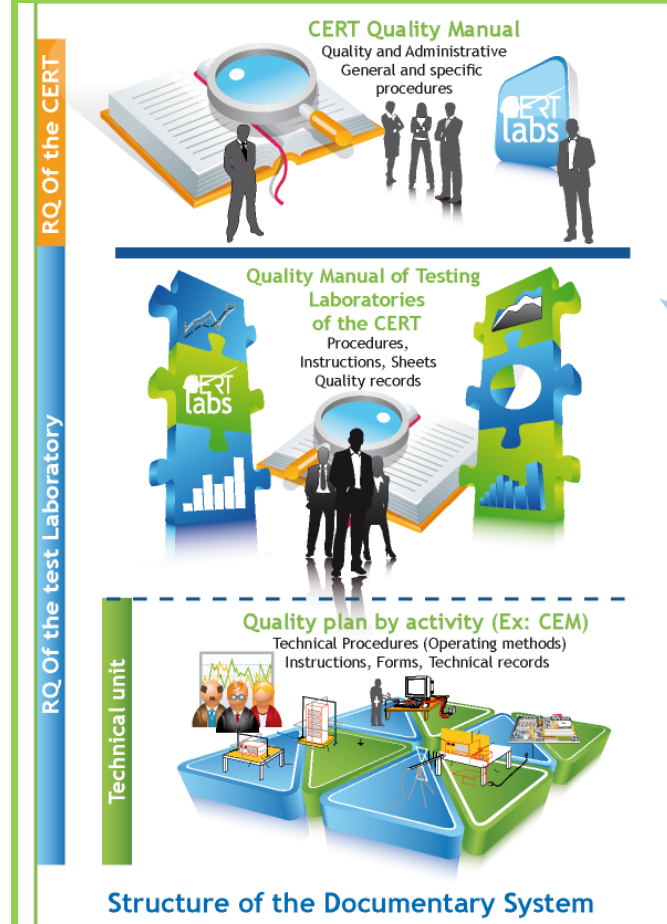 CERT Quality Manual
Quality and Administrative
General and specific
procedures
CERT
labs
RQ Of the CERT
Quality Manual of Testing
Laboratories
of the CERT
Procedures,
Instructions, Sheets
Quality records
CERT
labs
RQ Of the test Laboratory
Quality plan by activity (Ex: CEM)
Technical Procedures (Operating methods)
Instructions, Forms, Technical records
Technical unit
Structure of the Documentary System